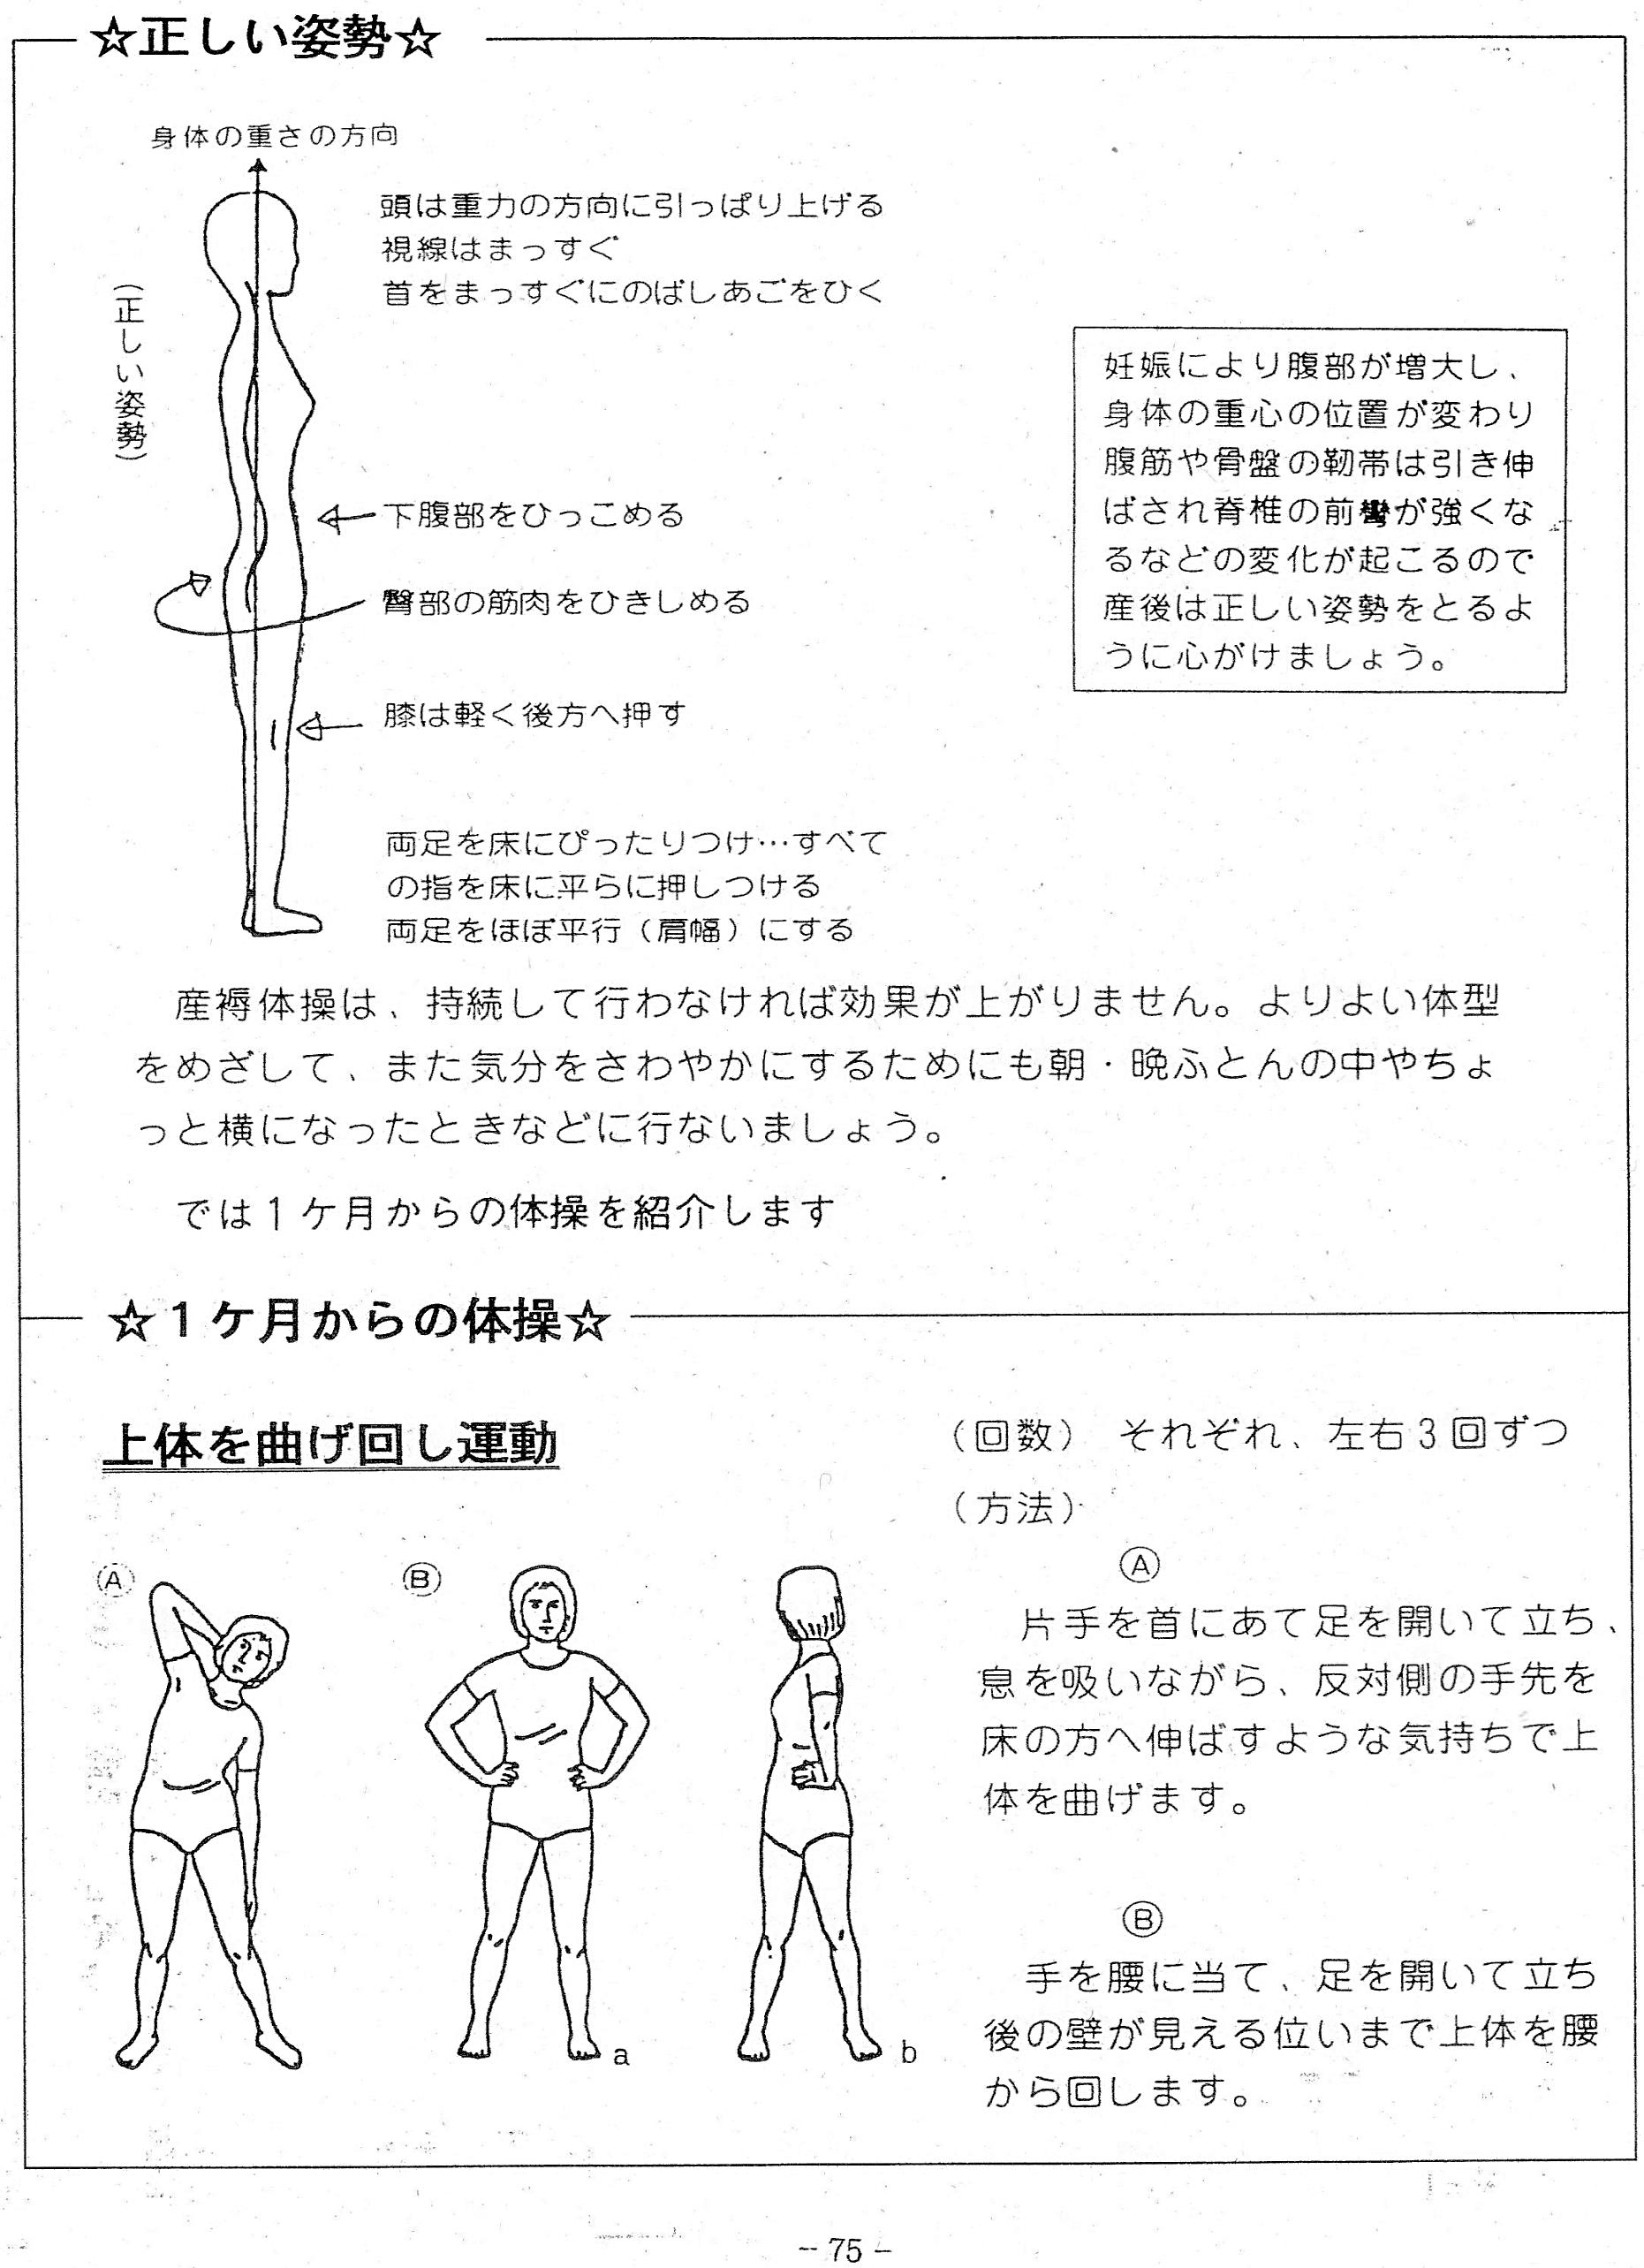 ☆正しい姿勢☆
身体の重さの方向
頭は重力の方向に引っぱり上げる
視線はまっすぐ
首をまっすぐにのばしあごをひく
（正しい姿勢）
下腹部をひっこめる
臀部の筋肉をひきしめる
膝は軽く後方へ押す
両足を床にぴったりつけ…すべて
の指を床に平らに押しつける
両足をほぼ平行（肩幅）にする
妊娠により腹部が増大し、
身体の重心の位置が変わり
腹筋や骨盤の靭帯は引き伸
ばされ脊椎の前彎が強くな
るなどの変化が起こるので
産後は正しい姿勢をとるよ
うに心がけましょう。
産褥体操は、持続して行わなければ効果が上がりません。よりよい体型
をめざして、また気分をさわやかにするためにも朝・晩ふとんの中やちょ
っと横になったときなどに行ないましょう。
では１ケ月からの体操を紹介します
☆１ケ月からの体操☆
上体を曲げ回し運動
（回数）　それぞれ、左右３回ずつ
（方法）
Ⓐ
片手を首にあて足を開いて立ち、
息を吸いながら、反対側の手先を
床の方へ伸ばすような気持ちで上
体を曲げます。
Ⓑ
手を腰に当て、足を開いて立ち
後の壁が見える位いまで上体を腰
から回します。
Ⓐ
Ⓑ
a
b
－75－